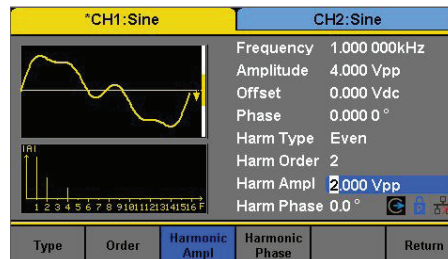 *CH1:Sine
CH2:Sine
Frequency 1.000 000kHz
Amplitude 4.000 Vpp
Offset 0.000 Vdc
Phase 0.000 0 °
Harm Type Even
Harm Order 2
Harm Ampl 2.000 Vpp
Harm Phase 0.0 °
|A|
1 2 3 4 5 6 7 8 9 10 11 12 13 14 15 16 F
Type
Order
Harmonic Ampl
Harmonic Phase
Return